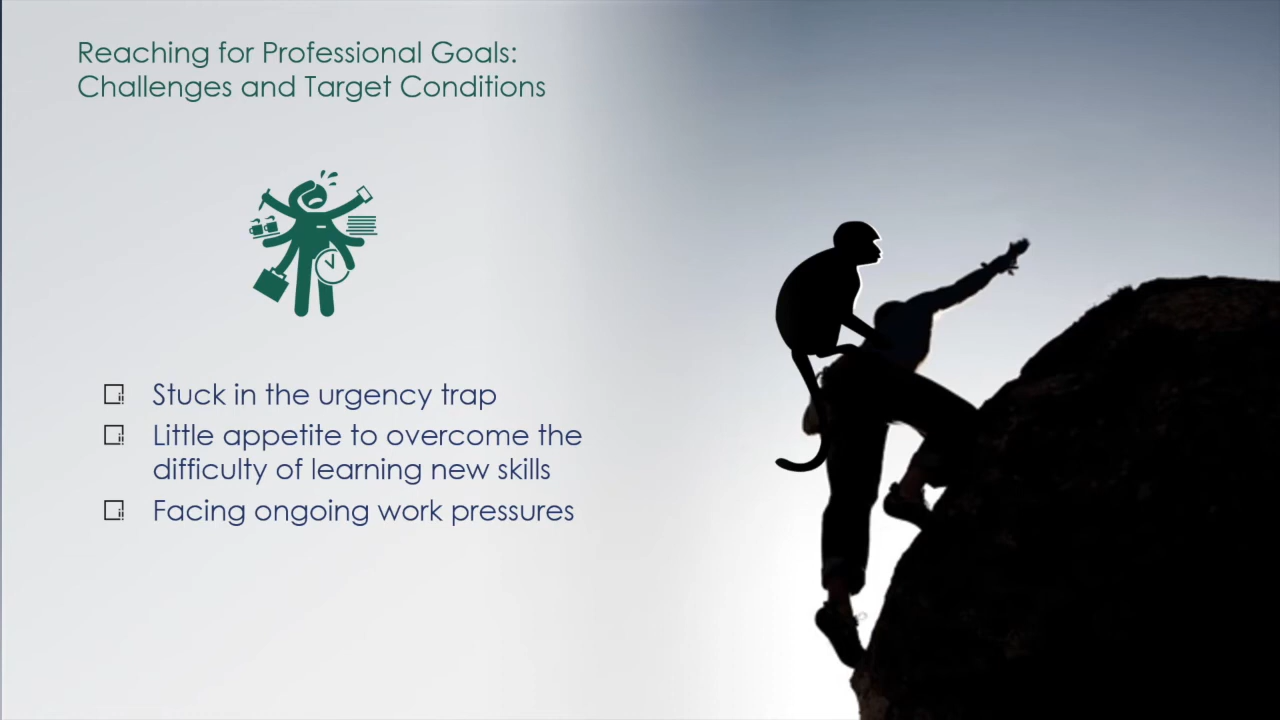 Reaching for Professional Goals:
Challenges and Target Conditions
Stuck in the urgency trap
Little appetite to overcome the
difficulty of learning new skills
Facing ongoing work pressures